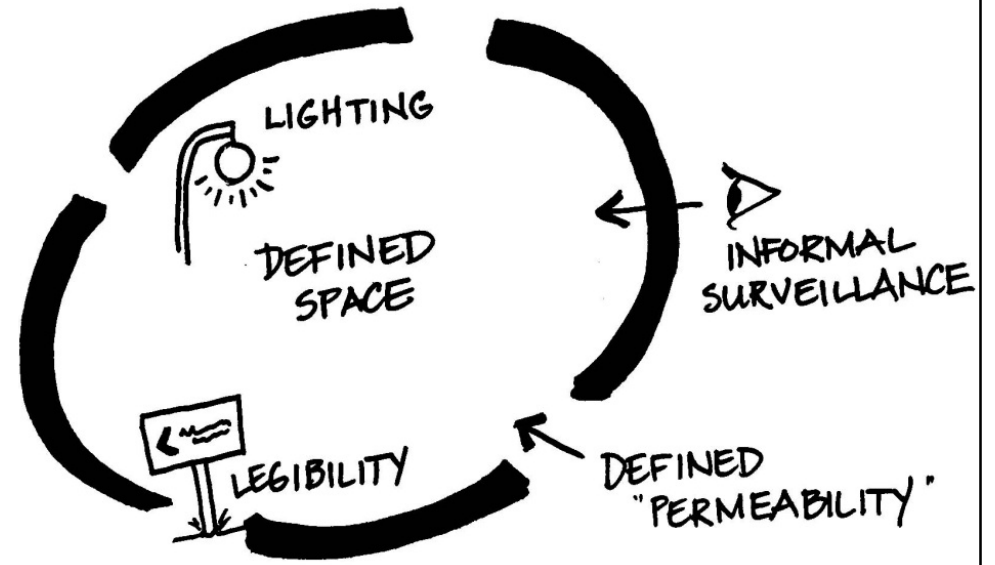 LIGHTING
DEFINED
SPACE
INFORMAL
SURVEILLANCE
LEGIBILITY
DEFINED
"PERMEABILITY"